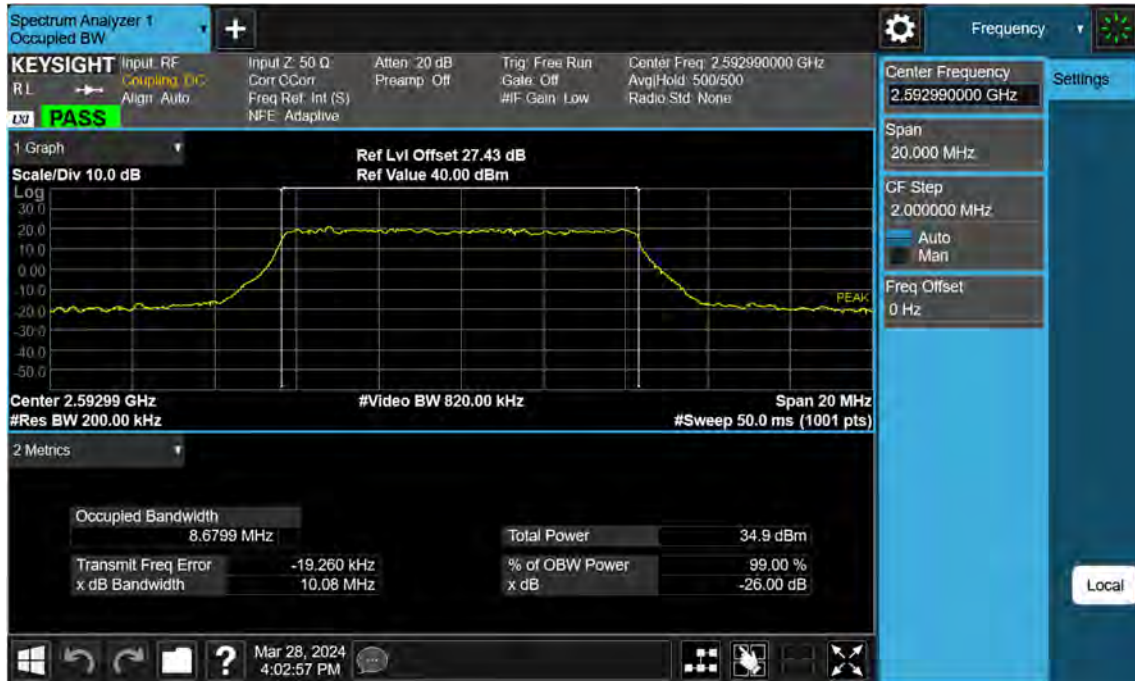 Spectrum Analyzer 1
Occupied BW
+
Frequency
KEYSIGHT
RL
LXI
PASS
Input: RF
Coupling: DC
Align: Auto
Input Z: 50 Ω
Corr CCorr
Freq Ref: Int (S)
NFE: Adaptive
Atten: 20 dB
Preamp: Off
Trig: Free Run
Gate: Off
#IF Gain: Low
Center Freq: 2.592990000 GHz
Avg|Hold: 500/500
Radio Std: None
Center Frequency
2.592990000 GHz
Settings
Span
20.000 MHz
CF Step
2.000000 MHz
Auto
Man
Freq Offset
0 Hz
Local
1 Graph
Scale/Div 10.0 dB
Ref Lvl Offset 27.43 dB
Ref Value 40.00 dBm
Log
30.0
20.0
10.0
0.00
-10.0
-20.0
-30.0
-40.0
-50.0
PEAK
Center 2.59299 GHz
#Video BW 820.00 kHz
Span 20 MHz
#Res BW 200.00 kHz
#Sweep 50.0 ms (1001 pts)
2 Metrics
Occupied Bandwidth
8.6799 MHz
Total Power 34.9 dBm
Transmit Freq Error -19.260 kHz
% of OBW Power 99.00 %
x dB Bandwidth 10.08 MHz
x dB -26.00 dB
?
Mar 28, 2024
4:02:57 PM